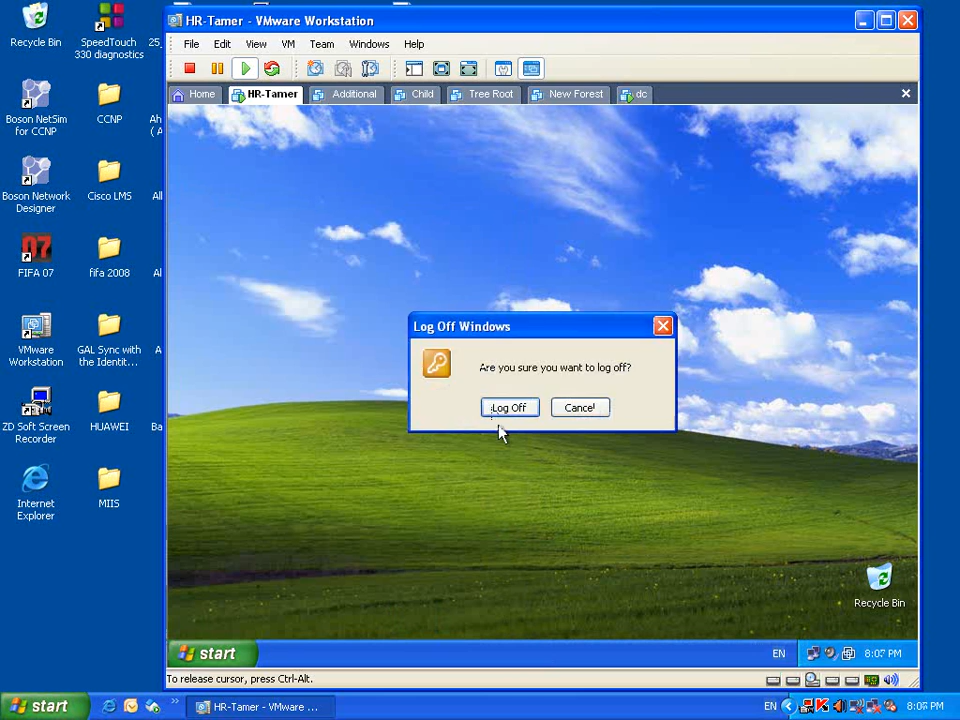 HR-Tamer - VMware Workstation
File Edit View VM Team Windows Help
Home HR-Tamer Additional Child Tree Root New Forest dc
Recycle Bin
SpeedTouch
330 diagnostics
25_
Boson NetSim
for CCNP
CCNP
Ah
( A
Boson Network
Designer
Cisco LMS
All
FIFA 07
fifa 2008
Al
VMware
Workstation
GAL Sync with
the Identit...
A
ZD Soft Screen
Recorder
HUAWEI
Ba
Internet
Explorer
MIIS
Log Off Windows
Are you sure you want to log off?
Log Off Cancel
Recycle Bin
start EN 8:07 PM
To release cursor, press Ctrl-Alt.
start HR-Tamer - VMware ... EN